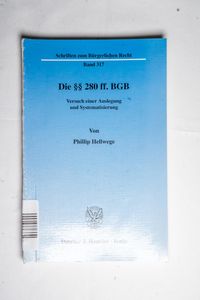 Schriften zum Bürgerlichen Recht
Band 317
Die §§ 280 ff. BGB
Versuch einer Auslegung
und Systematisierung
Von
Phillip Hellwege
Duncker & Humblot · Berlin